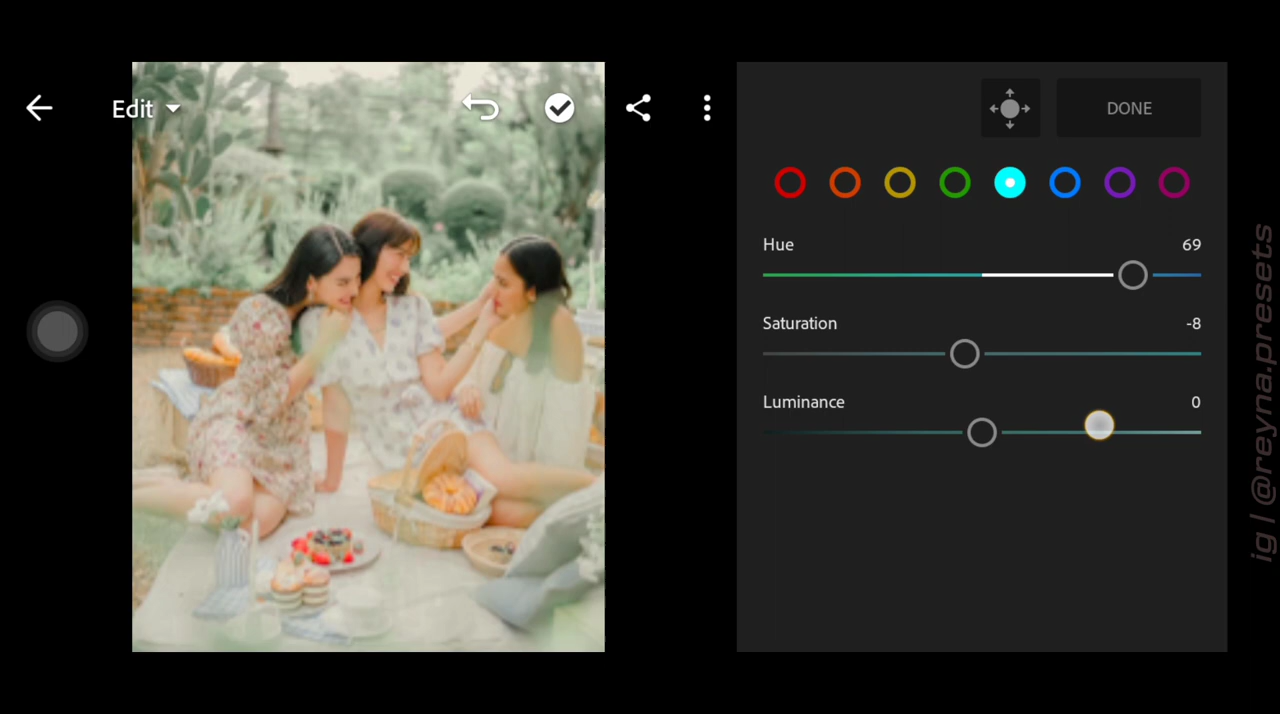 Edit
DONE
Hue
69
Saturation
-8
Luminance
0
ig | @reyna.presets